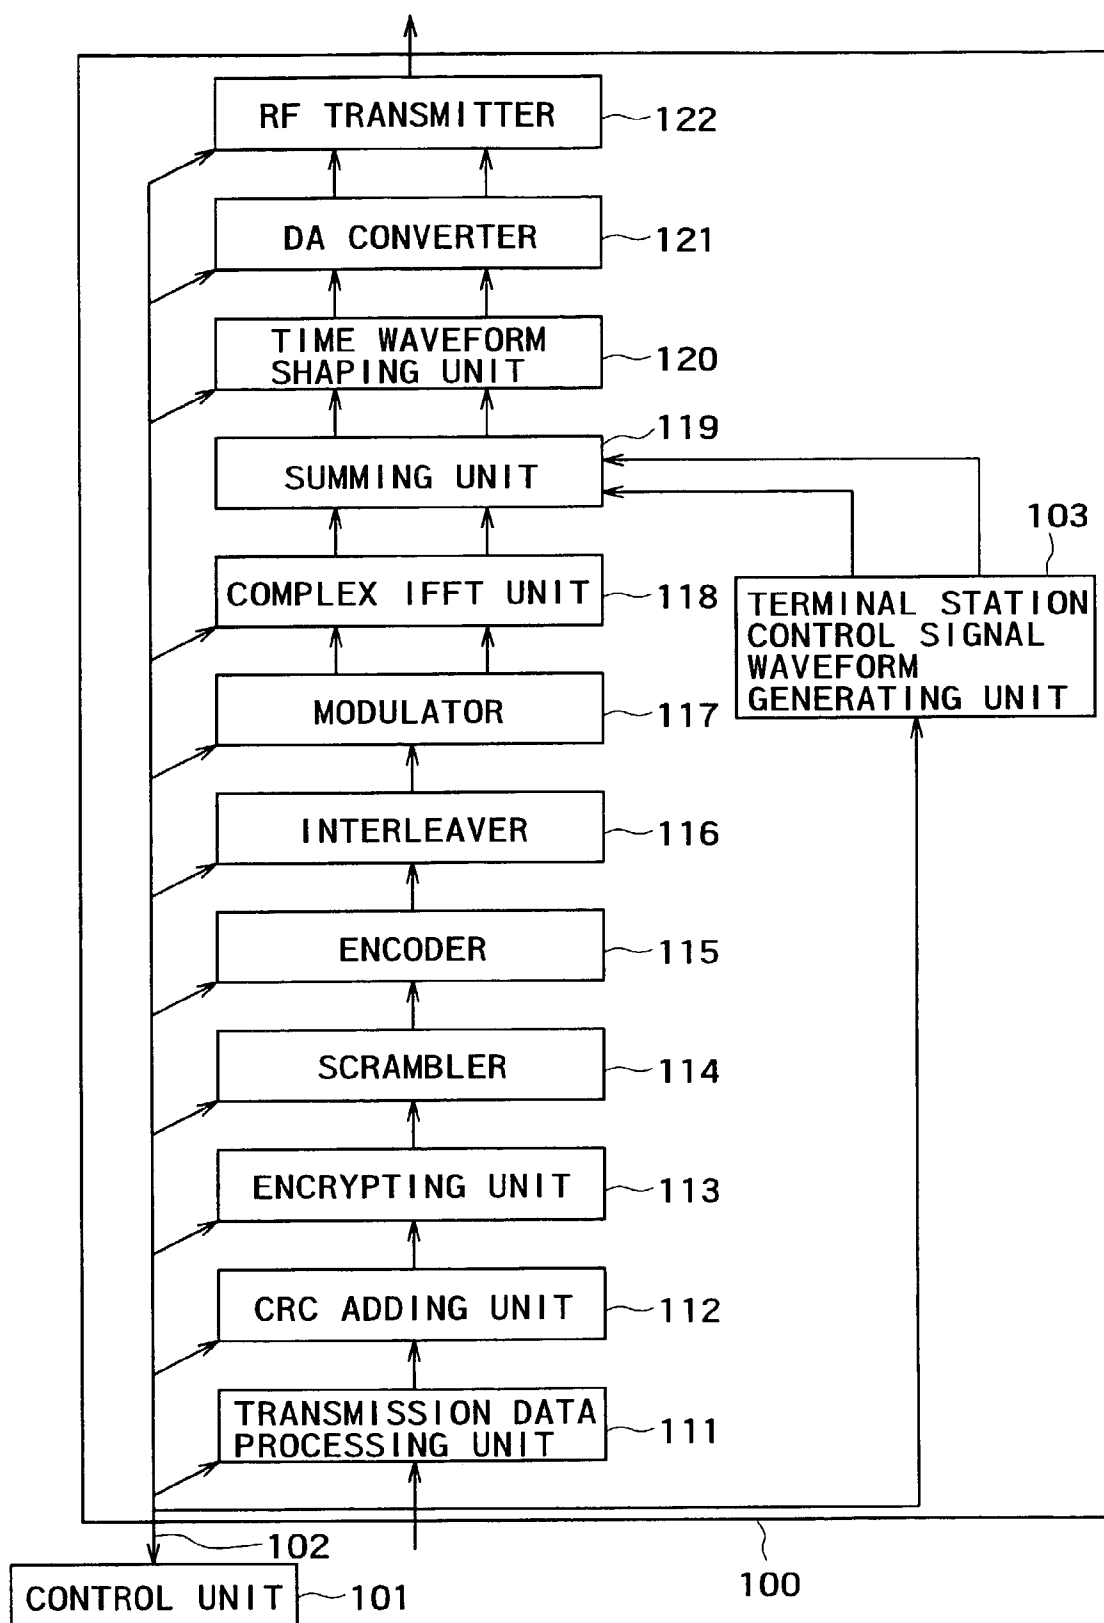 RF TRANSMITTER
122
DA CONVERTER
121
TIME WAVEFORM
SHAPING UNIT
120
119
SUMMING UNIT
103
COMPLEX IFFT UNIT
118
TERMINAL STATION
CONTROL SIGNAL
WAVEFORM
GENERATING UNIT
MODULATOR
117
INTERLEAVER
116
ENCODER
115
SCRAMBLER
114
ENCRYPTING UNIT
113
CRC ADDING UNIT
112
TRANSMISSION DATA
PROCESSING UNIT
111
102
100
CONTROL UNIT
101